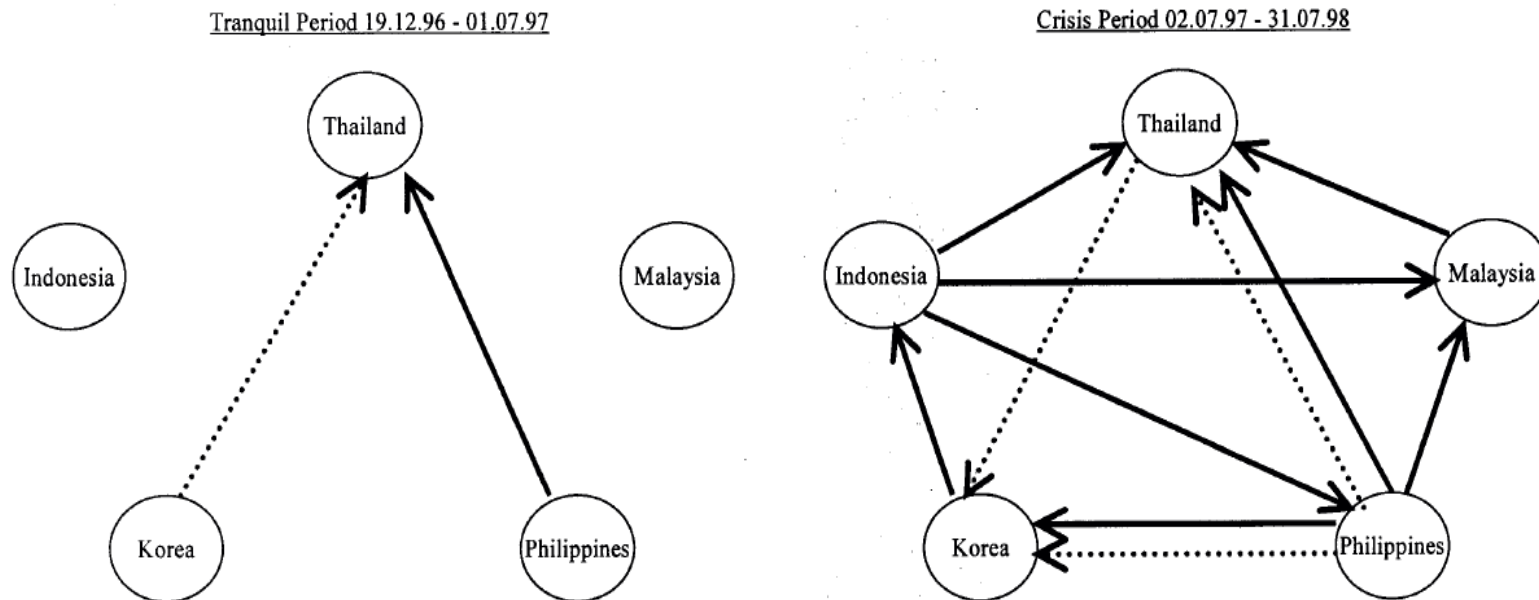 Tranquil Period 19.12.96 - 01.07.97
Thailand
Indonesia
Malaysia
Korea
Philippines
Crisis Period 02.07.97 - 31.07.98
Thailand
Indonesia
Malaysia
Korea
Philippines